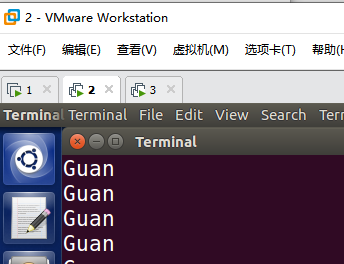 2 - VMware Workstation
文件(F) 编辑(E) 查看(V) 虚拟机(M) 选项卡(T) 帮助(H
1 2 3
Terminal Terminal File Edit View Search Term
Terminal
Guan
Guan
Guan
Guan